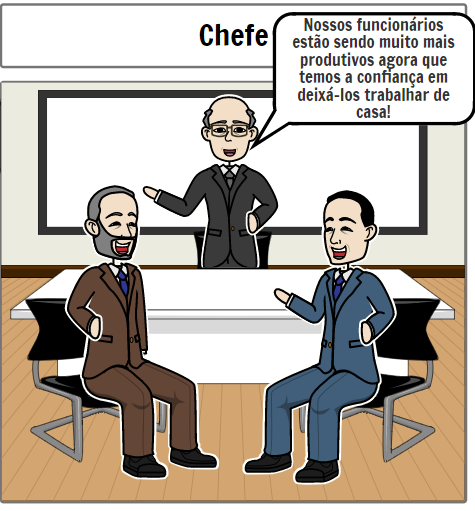 Chefe
Nossos funcionários
estão sendo muito mais
produtivos agora que
temos a confiança em
deixá-los trabalhar de
casa!